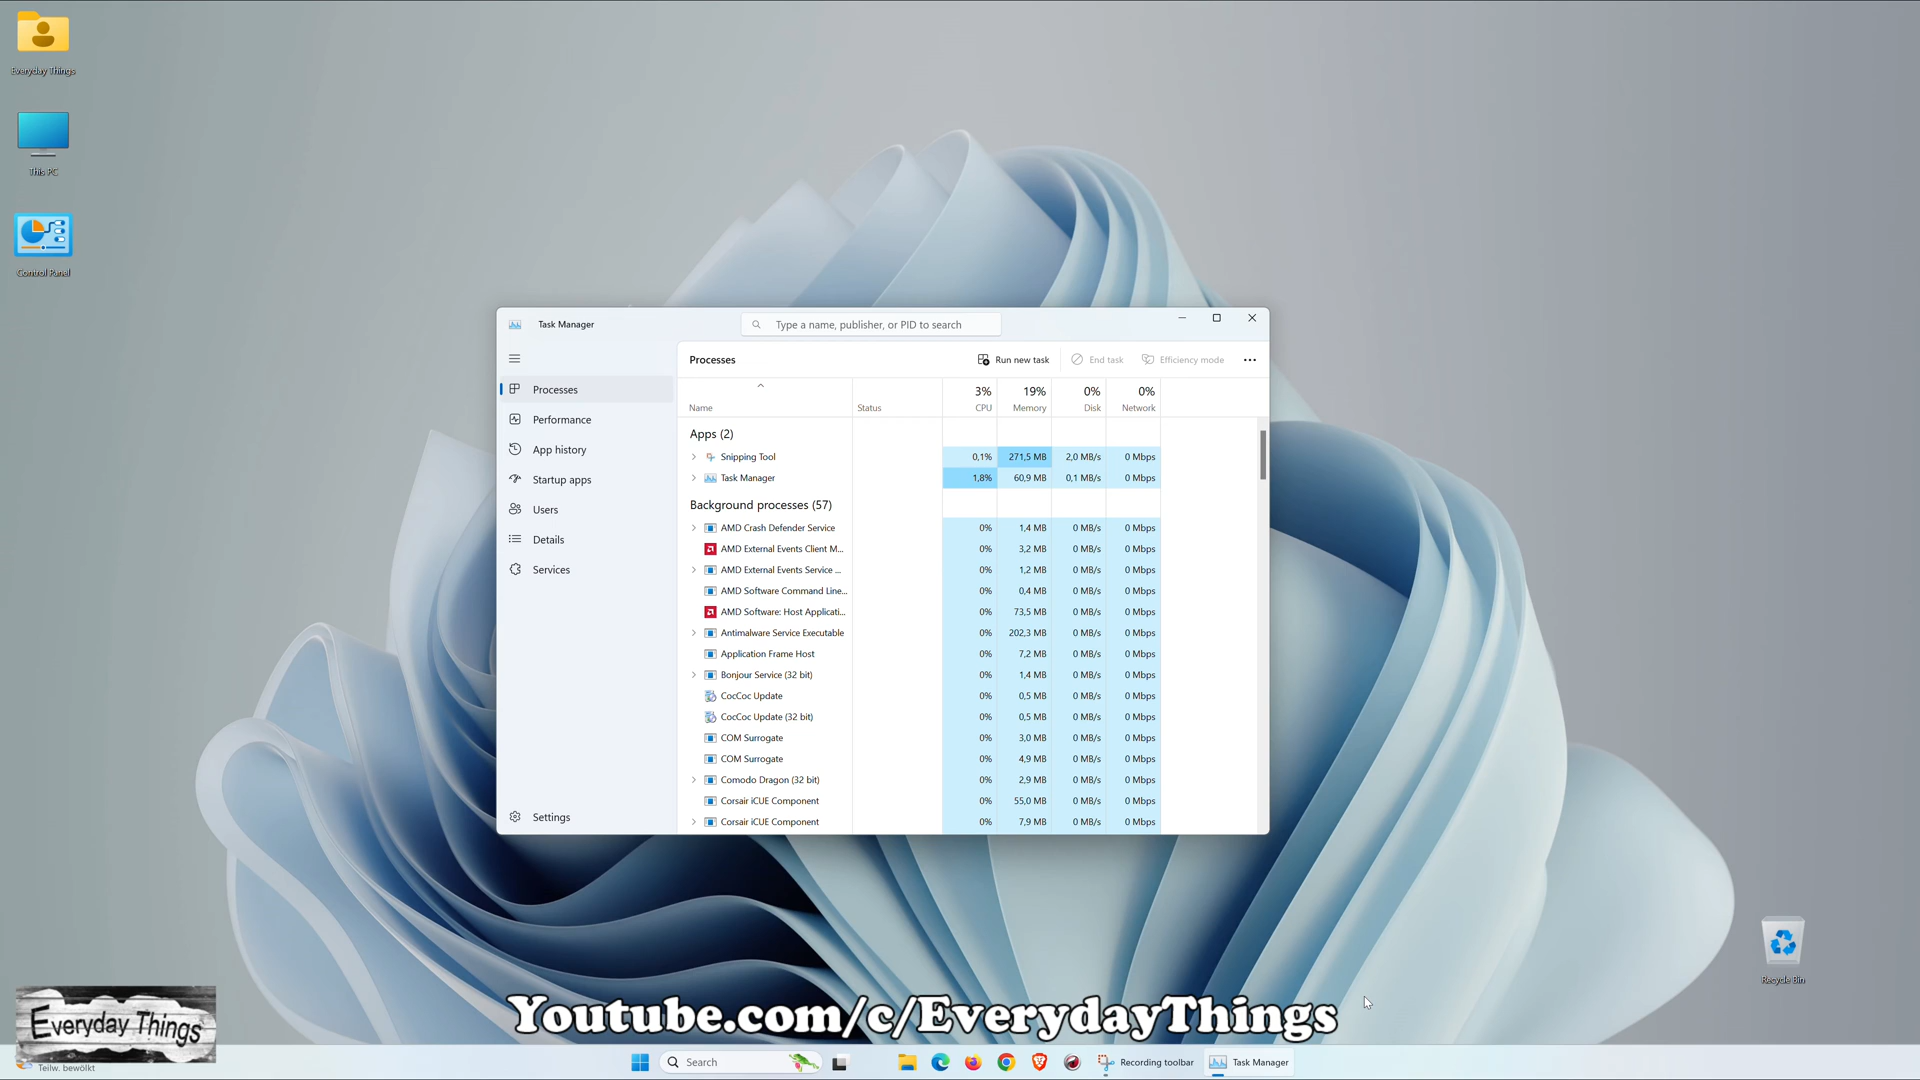 Everyday Things
This PC
Control Panel
Task Manager
Type a name, publisher, or PID to search
Processes
Performance
App history
Startup apps
Users
Details
Services
Settings
Processes
Run new task
End task
Efficiency mode
3% 19% 0% 0%
Name Status CPU Memory Disk Network
Apps (2)
Snipping Tool 0,1% 271,5 MB 2,0 MB/s 0 Mbps
Task Manager 1,8% 60,9 MB 0,1 MB/s 0 Mbps
Background processes (57)
AMD Crash Defender Service 0% 1,4 MB 0 MB/s 0 Mbps
AMD External Events Client M... 0% 3,2 MB 0 MB/s 0 Mbps
AMD External Events Service ... 0% 1,2 MB 0 MB/s 0 Mbps
AMD Software Command Line... 0% 0,4 MB 0 MB/s 0 Mbps
AMD Software: Host Applicati... 0% 73,5 MB 0 MB/s 0 Mbps
Antimalware Service Executable 0% 202,3 MB 0 MB/s 0 Mbps
Application Frame Host 0% 7,2 MB 0 MB/s 0 Mbps
Bonjour Service (32 bit) 0% 1,4 MB 0 MB/s 0 Mbps
CocCoc Update 0% 0,5 MB 0 MB/s 0 Mbps
CocCoc Update (32 bit) 0% 0,5 MB 0 MB/s 0 Mbps
COM Surrogate 0% 3,0 MB 0 MB/s 0 Mbps
COM Surrogate 0% 4,9 MB 0 MB/s 0 Mbps
Comodo Dragon (32 bit) 0% 2,9 MB 0 MB/s 0 Mbps
Corsair iCUE Component 0% 55,0 MB 0 MB/s 0 Mbps
Corsair iCUE Component 0% 7,9 MB 0 MB/s 0 Mbps
Recycle Bin
Everyday Things
Youtube.com/c/EverydayThings
Teilw. bewölkt
Search
Recording toolbar
Task Manager